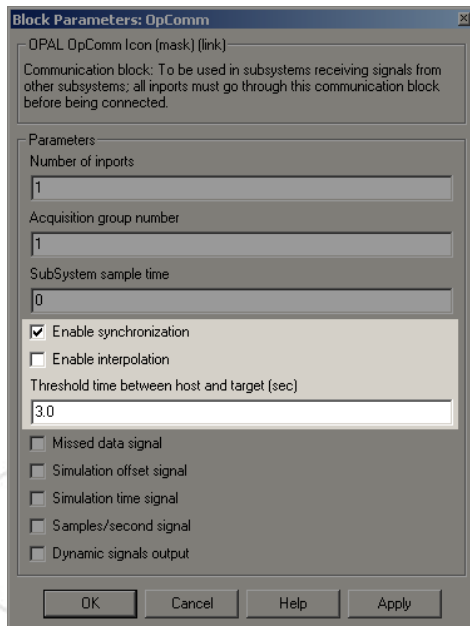 Block Parameters: OpComm
OPAL OpComm Icon (mask) (link)
Communication block: To be used in subsystems receiving signals from
other subsystems; all inports must go through this communication block
before being connected.
Parameters
Number of inports
1
Acquisition group number
1
SubSystem sample time
0
Enable synchronization
Enable interpolation
Threshold time between host and target (sec)
3.0
Missed data signal
Simulation offset signal
Simulation time signal
Samples/second signal
Dynamic signals output
OK Cancel Help Apply